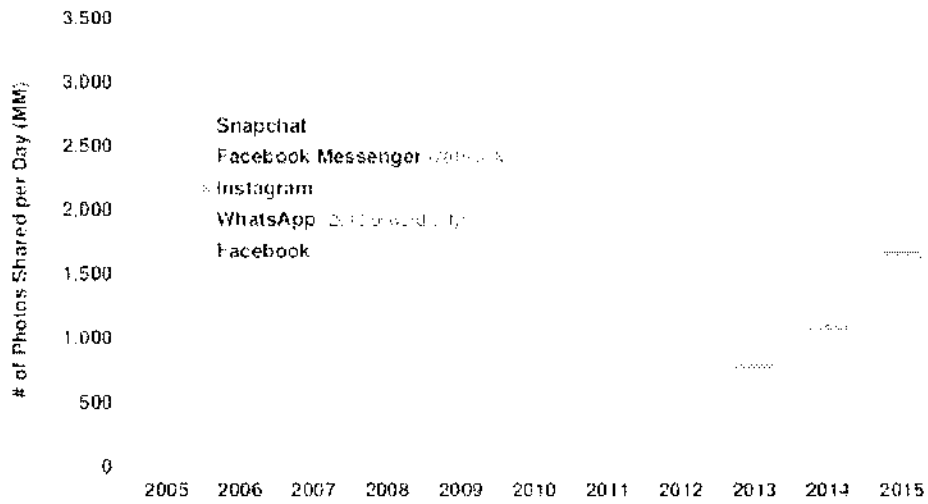 3,500
3,000
2,500
2,000
1,500
1,000
500
0
# of Photos Shared per Day (MM)
Snapchat
Facebook Messenger
Instagram
WhatsApp
Facebook
2005 2006 2007 2008 2009 2010 2011 2012 2013 2014 2015